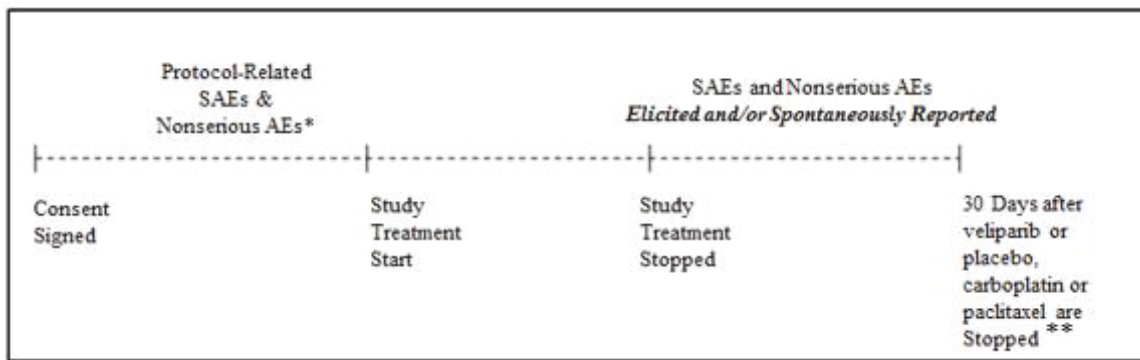 Protocol-Related
SAEs &
Nonserious AEs*
SAEs and Nonserious AEs
Elicited and/or Spontaneously Reported
Consent
Signed
Study
Treatment
Start
Study
Treatment
Stopped
30 Days after
veliparib or
placebo,
carboplatin or
paclitaxel are
Stopped **